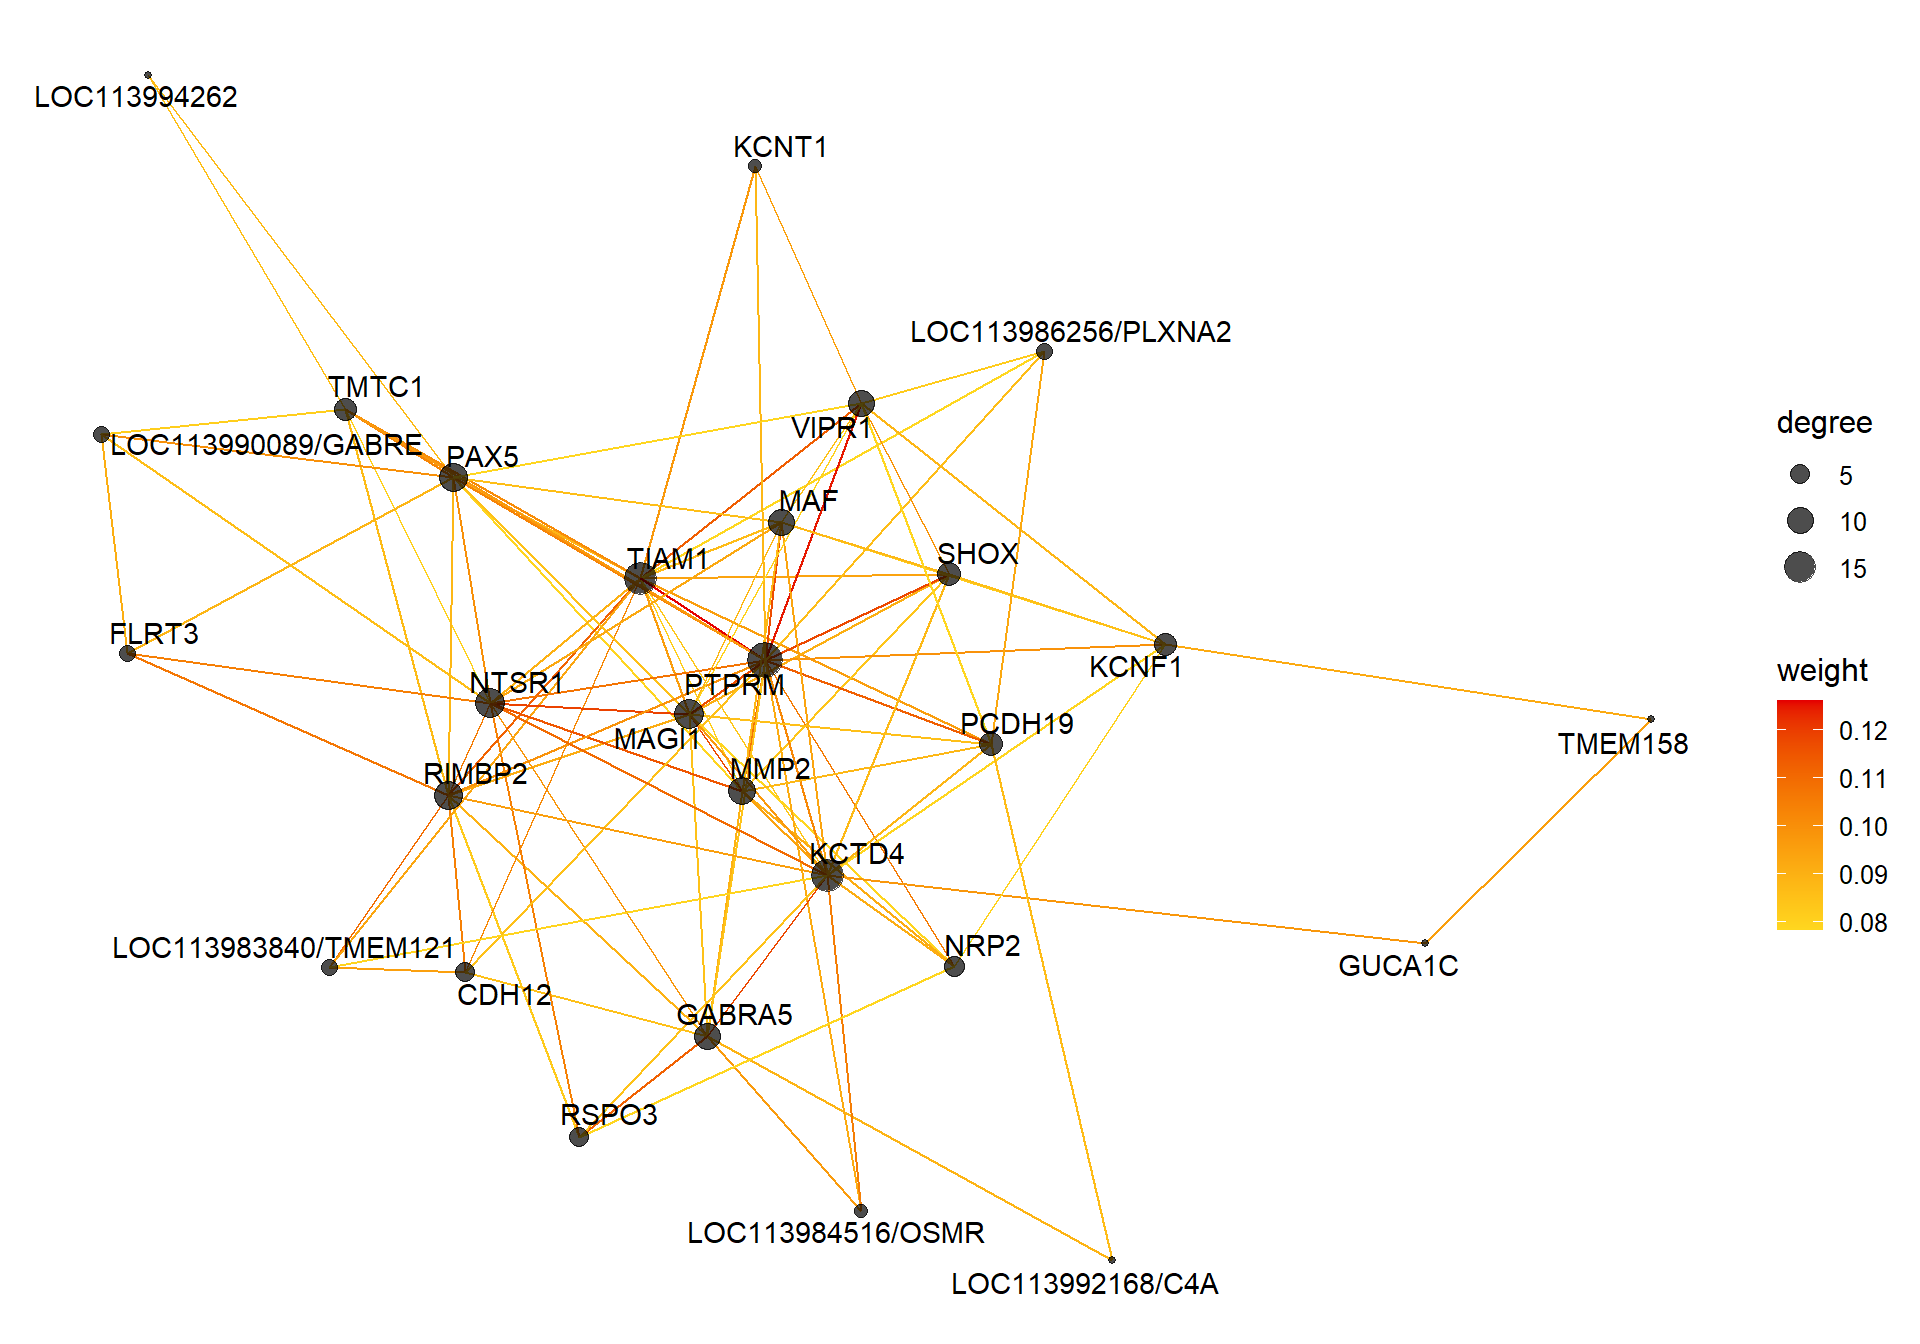 LOC113994262
KCNT1
LOC113986256/PLXNA2
TMTC1
VIPR1
LOC113990089/GABRE
PAX5
MAF
TIAM1
SHOX
FLRT3
KCNF1
NTSR1
PTPRM
PCDH19
MAGI1
TMEM158
RIMBP2
MMP2
KCTD4
LOC113983840/TMEM121
NRP2
GUCA1C
CDH12
GABRA5
RSPO3
LOC113984516/OSMR
LOC113992168/C4A
degree
5
10
15
weight
0.12
0.11
0.10
0.09
0.08